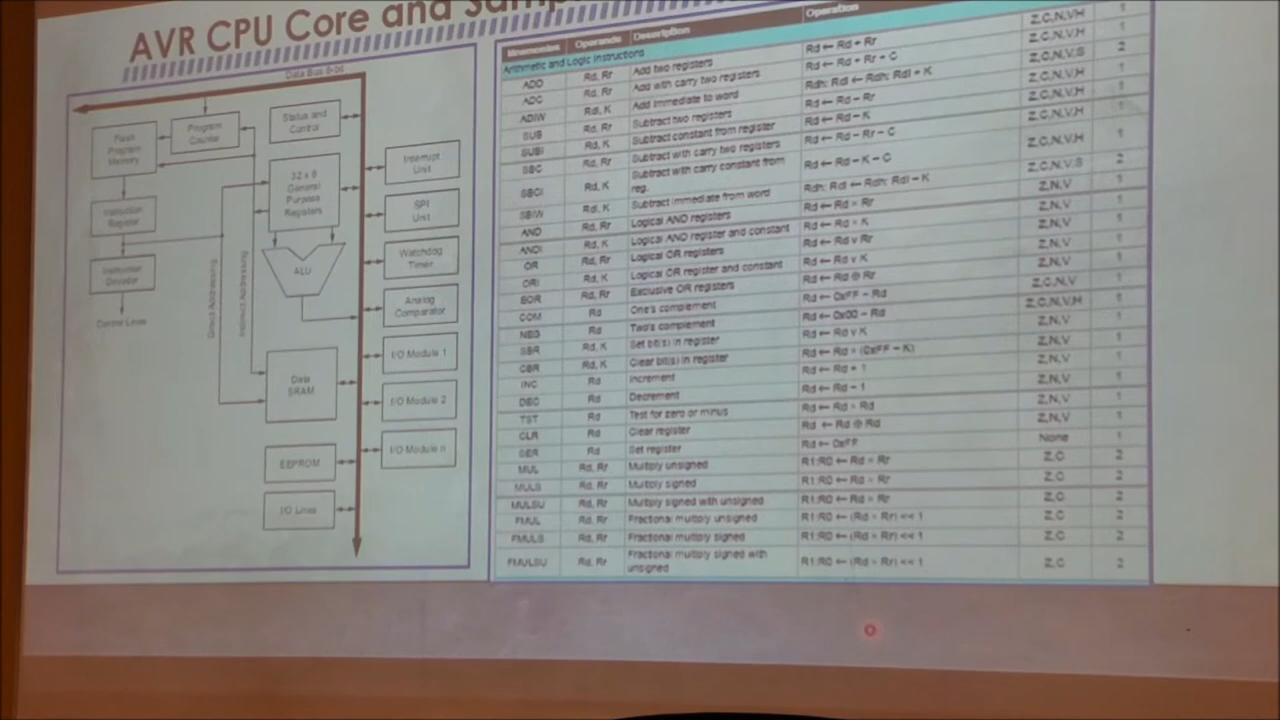 AVR CPU Core and
Data Bus 8-bit
Flash
Program
Memory
Program
Counter
Status and
Control
Interrupt
Unit
32 x 8
General
Purpose
Registers
SPI
Unit
Instruction
Register
Watchdog
Timer
Instruction
Decoder
ALU
Analog
Comparator
Control Lines
Direct Addressing
Indirect Addressing
I/O Module 1
Data
SRAM
I/O Module 2
I/O Module n
EEPROM
I/O Lines
Mnemonics Operands Description Operation
Arithmetic and Logic Instructions
ADD Rd, Rr Add two registers Rd ← Rd + Rr Z,C,N,V,H 1
ADC Rd, Rr Add with carry two registers Rd ← Rd + Rr + C Z,C,N,V,H 1
ADIW Rdl, K Add immediate to word Rdh: Rdl ← Rdh: Rdl + K Z,C,N,V,S 2
SUB Rd, Rr Subtract two registers Rd ← Rd – Rr Z,C,N,V,H 1
SUBI Rd, K Subtract constant from register Rd ← Rd – K Z,C,N,V,H 1
SBC Rd, Rr Subtract with carry two registers Rd ← Rd – Rr – C Z,C,N,V,H 1
SBCI Rd, K Subtract with carry constant from
reg. Rd ← Rd – K – C Z,C,N,V,H 1
SBIW Rdl, K Subtract immediate from word Rdh: Rdl ← Rdh: Rdl – K Z,C,N,V,S 2
AND Rd, Rr Logical AND registers Rd ← Rd • Rr Z,N,V 1
ANDI Rd, K Logical AND register and constant Rd ← Rd • K Z,N,V 1
OR Rd, Rr Logical OR registers Rd ← Rd v Rr Z,N,V 1
ORI Rd, K Logical OR register and constant Rd ← Rd v K Z,N,V 1
EOR Rd, Rr Exclusive OR registers Rd ← Rd ⊕ Rr Z,N,V 1
COM Rd One's complement Rd ← 0xFF – Rd Z,C,N,V 1
NEG Rd Two's complement Rd ← 0x00 – Rd Z,C,N,V,H 1
SBR Rd, K Set bit(s) in register Rd ← Rd v K Z,N,V 1
CBR Rd, K Clear bit(s) in register Rd ← Rd • (0xFF – K) Z,N,V 1
INC Rd Increment Rd ← Rd + 1 Z,N,V 1
DEC Rd Decrement Rd ← Rd – 1 Z,N,V 1
TST Rd Test for zero or minus Rd ← Rd • Rd Z,N,V 1
CLR Rd Clear register Rd ← Rd ⊕ Rd Z,N,V 1
SER Rd Set register Rd ← 0xFF None 1
MUL Rd, Rr Multiply unsigned R1:R0 ← Rd × Rr Z,C 2
MULS Rd, Rr Multiply signed R1:R0 ← Rd × Rr Z,C 2
MULSU Rd, Rr Multiply signed with unsigned R1:R0 ← Rd × Rr Z,C 2
FMUL Rd, Rr Fractional multiply unsigned R1:R0 ← (Rd × Rr) << 1 Z,C 2
FMULS Rd, Rr Fractional multiply signed R1:R0 ← (Rd × Rr) << 1 Z,C 2
FMULSU Rd, Rr Fractional multiply signed with
unsigned R1:R0 ← (Rd × Rr) << 1 Z,C 2